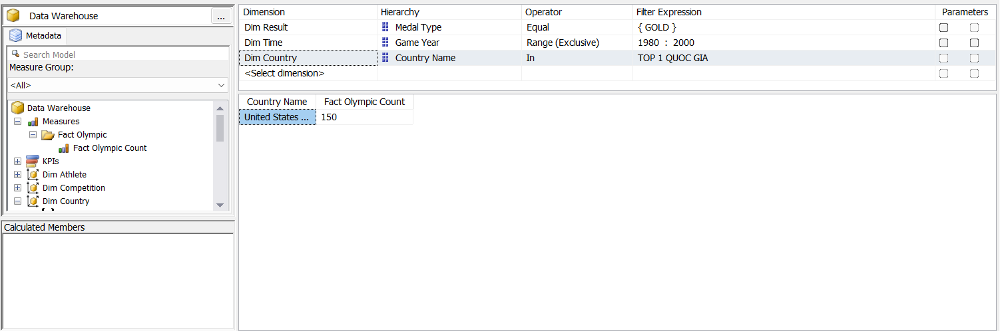 Data Warehouse
...
Metadata
Search Model
Measure Group:
<All>
Data Warehouse
Measures
Fact Olympic
Fact Olympic Count
KPIs
Dim Athlete
Dim Competition
Dim Country
Calculated Members
Dimension Hierarchy Operator Filter Expression Parameters
Dim Result Medal Type Equal { GOLD }
Dim Time Game Year Range (Exclusive) 1980 : 2000
Dim Country Country Name In TOP 1 QUOC GIA
<Select dimension>
Country Name Fact Olympic Count
United States ... 150